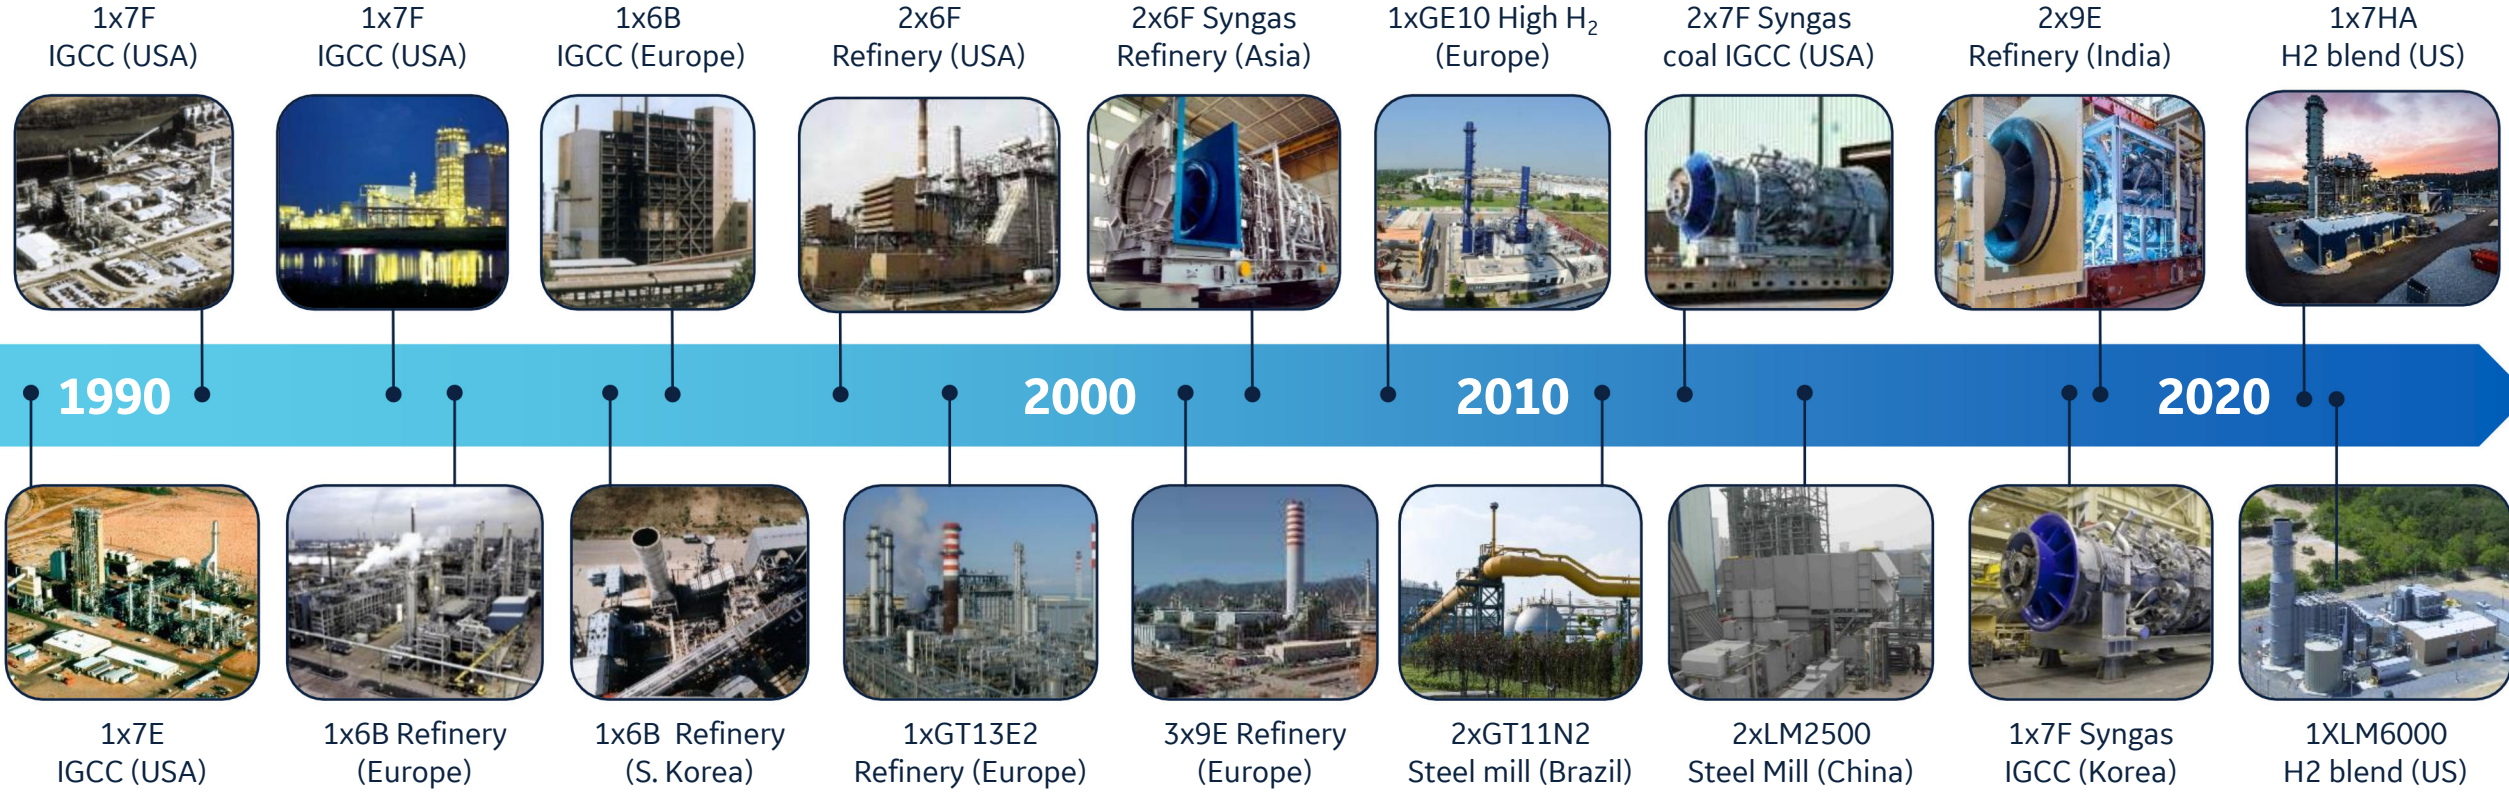 1x7F
IGCC (USA)
1x7F
IGCC (USA)
1x6B
IGCC (Europe)
2x6F
Refinery (USA)
2x6F Syngas
Refinery (Asia)
1xGE10 High H₂
(Europe)
2x7F Syngas
coal IGCC (USA)
2x9E
Refinery (India)
1x7HA
H2 blend (US)
1990
2000
2010
2020
1x7E
IGCC (USA)
1x6B Refinery
(Europe)
1x6B  Refinery
(S. Korea)
1xGT13E2
Refinery (Europe)
3x9E Refinery
(Europe)
2xGT11N2
Steel mill (Brazil)
2xLM2500
Steel Mill (China)
1x7F Syngas
IGCC (Korea)
1XLM6000
H2 blend (US)